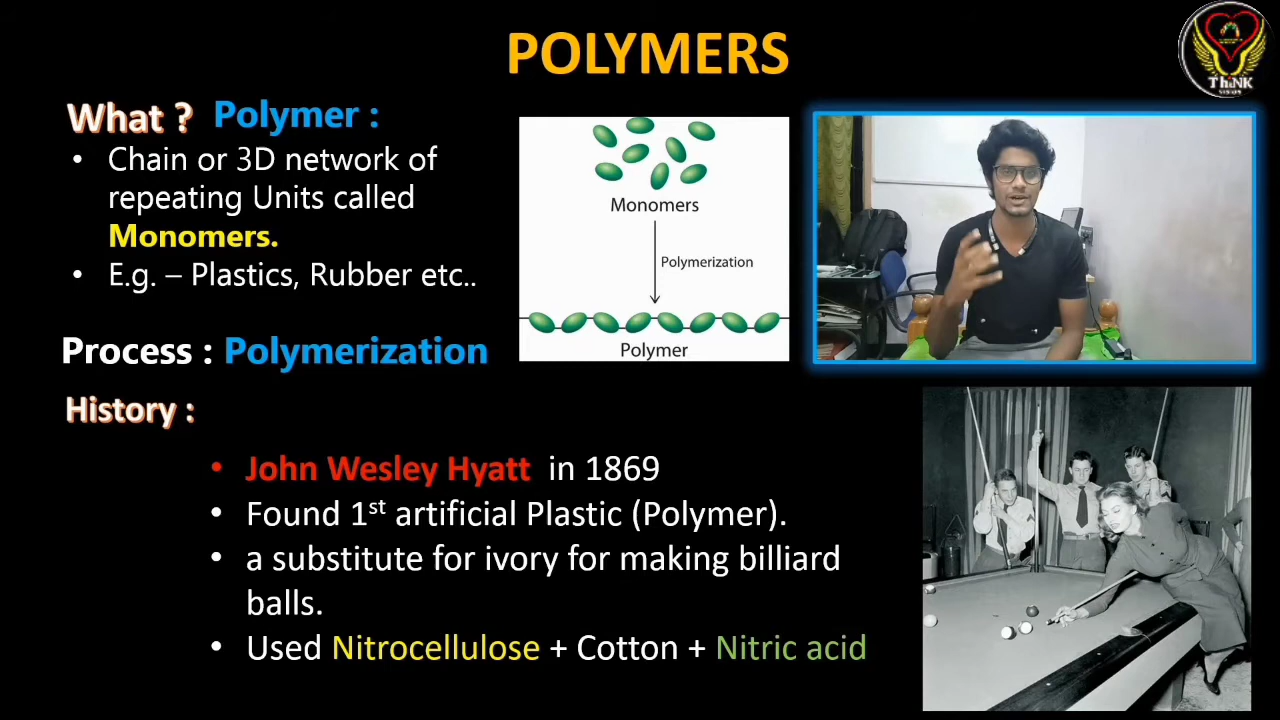 POLYMERS
ThiNK
What ? Polymer :
• Chain or 3D network of
repeating Units called
Monomers.
• E.g. – Plastics, Rubber etc..
Monomers
Polymerization
Polymer
Process : Polymerization
History :
• John Wesley Hyatt in 1869
• Found 1st artificial Plastic (Polymer).
• a substitute for ivory for making billiard
balls.
• Used Nitrocellulose + Cotton + Nitric acid